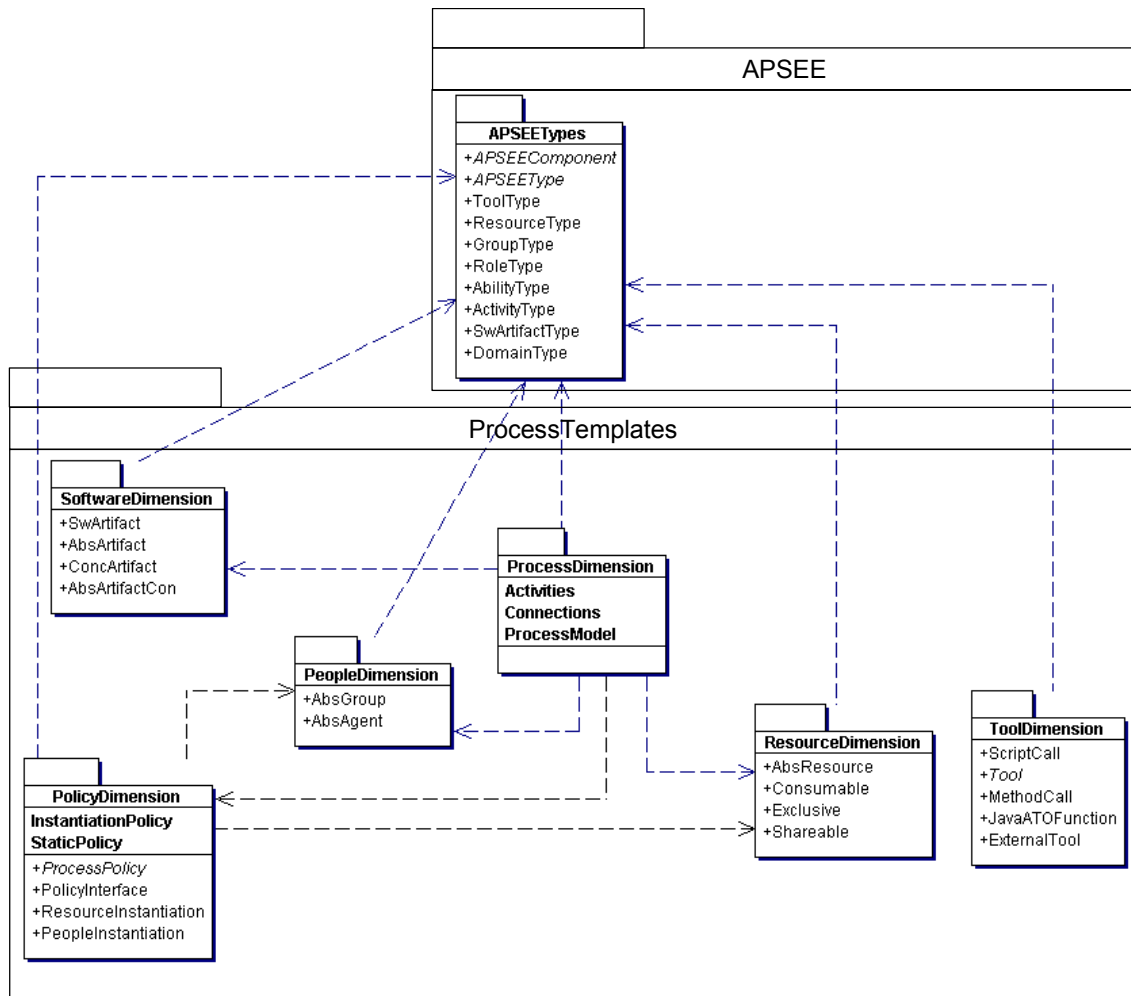 APSEE
APSEETypes
+APSEEComponent
+APSEEType
+ToolType
+ResourceType
+GroupType
+RoleType
+AbilityType
+ActivityType
+SwArtifactType
+DomainType
ProcessTemplates
SoftwareDimension
+SwArtifact
+AbsArtifact
+ConcArtifact
+AbsArtifactCon
ProcessDimension
Activities
Connections
ProcessModel
PeopleDimension
+AbsGroup
+AbsAgent
ResourceDimension
+AbsResource
+Consumable
+Exclusive
+Shareable
ToolDimension
+ScriptCall
+Tool
+MethodCall
+JavaATOFunction
+ExternalTool
PolicyDimension
InstantiationPolicy
StaticPolicy
+ProcessPolicy
+PolicyInterface
+ResourceInstantiation
+PeopleInstantiation